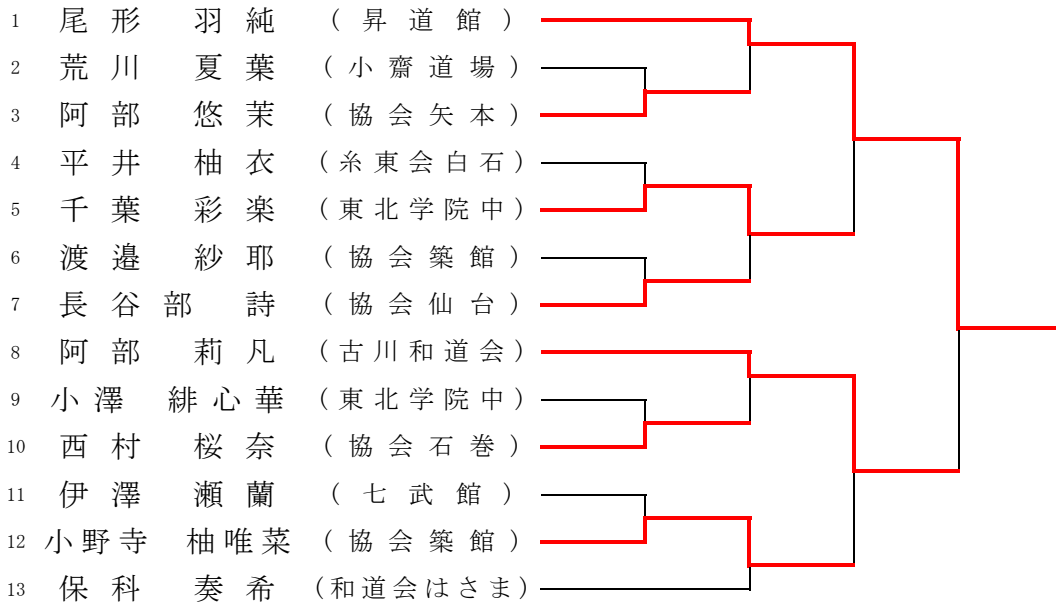 1 尾形 羽純 (昇道館)
2 荒川 夏葉 (小齋道場)
3 阿部 悠茉 (協会矢本)
4 平井 柚衣 (糸東会白石)
5 千葉 彩楽 (東北学院中)
6 渡邉 紗耶 (協会築館)
7 長谷部 詩 (協会仙台)
8 阿部 莉凡 (古川和道会)
9 小澤 緋心華 (東北学院中)
10 西村 桜奈 (協会石巻)
11 伊澤 瀬蘭 (七武館)
12 小野寺 柚唯菜 (協会築館)
13 保科 奏希 (和道会はさま)